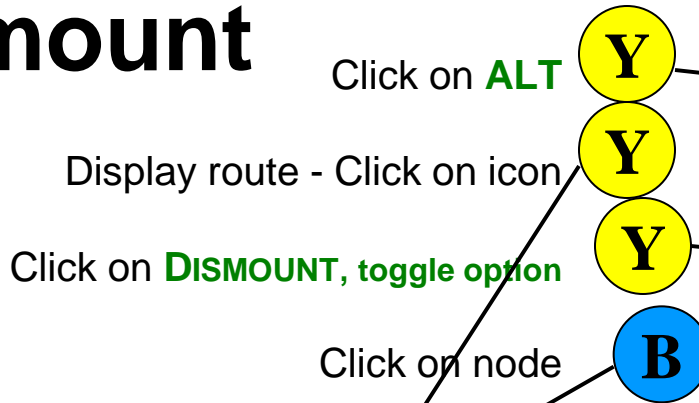 mount
Click on ALT Y
Display route - Click on icon Y
Click on DISMOUNT, toggle option Y
Click on node B